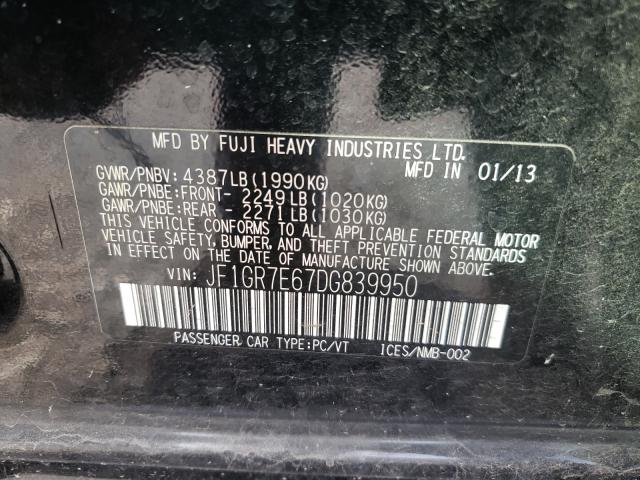 MFD BY FUJI HEAVY INDUSTRIES LTD.
GVWR/PNBV: 4387LB(1990KG) MFD IN 01/13
GAWR/PNBE:FRONT- 2249LB(1020KG)
GAWR/PNBE:REAR - 2271LB(1030KG)
THIS VEHICLE CONFORMS TO ALL APPLICABLE FEDERAL MOTOR
VEHICLE SAFETY, BUMPER, AND THEFT PREVENTION STANDARDS
IN EFFECT ON THE DATE OF MANUFACTURE SHOWN ABOVE.
VIN: JF1GR7E67DG839950
PASSENGER CAR TYPE:PC/VT ICES/NMB-002